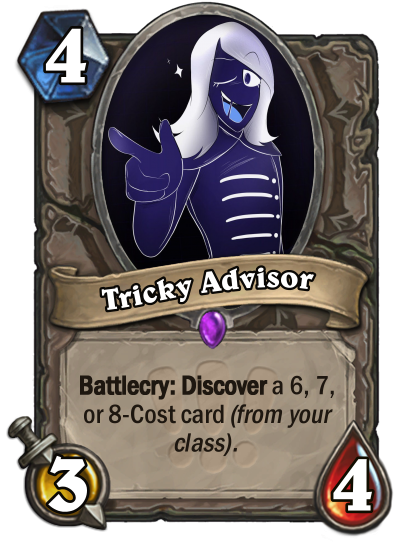 4
Tricky Advisor
Battlecry: Discover a 6, 7,
or 8-Cost card (from your
class).
3
4